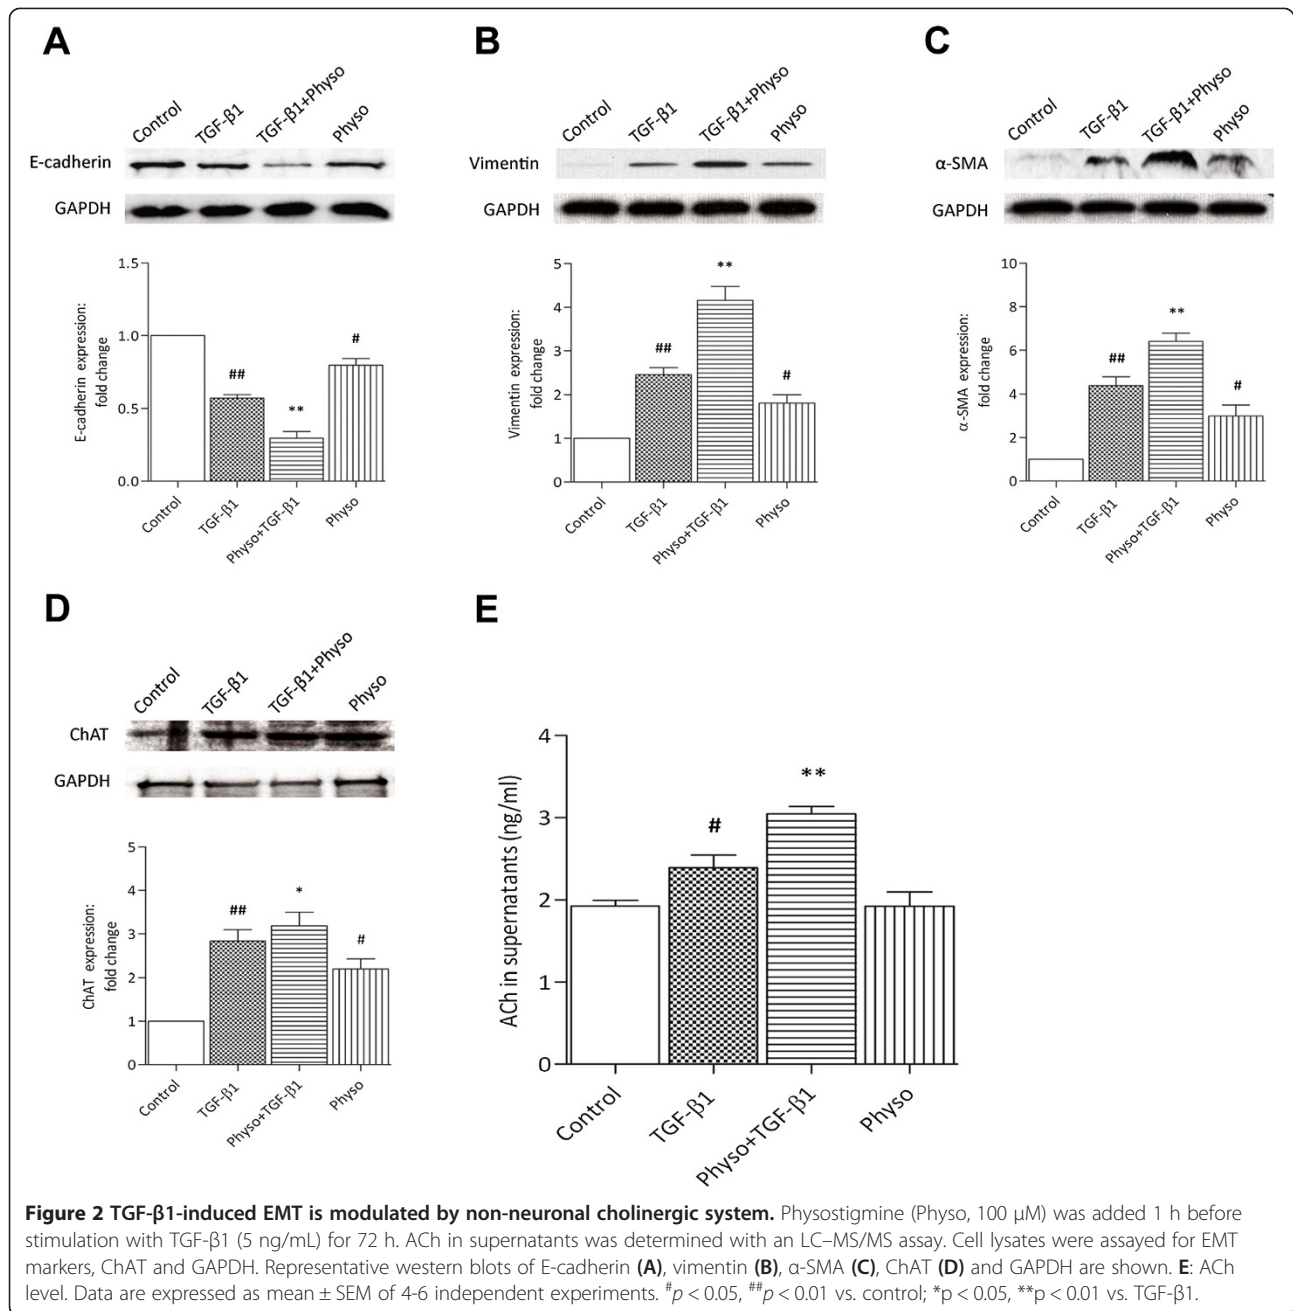 A
Control TGF-β1 TGF-β1+Physo Physo
E-cadherin
GAPDH
E-cadherin expression:
fold change
1.5
1.0
0.5
0.0
##
**
#
Control TGF-β1 Physo+TGF-β1 Physo
B
Control TGF-β1 TGF-β1+Physo Physo
Vimentin
GAPDH
Vimentin expression:
fold change
5
4
3
2
1
0
##
**
#
Control TGF-β1 Physo+TGF-β1 Physo
C
Control TGF-β1 TGF-β1+Physo Physo
α-SMA
GAPDH
α-SMA expression:
fold change
10
8
6
4
2
0
##
**
#
Control TGF-β1 Physo+TGF-β1 Physo
D
Control TGF-β1 TGF-β1+Physo Physo
ChAT
GAPDH
ChAT expression:
fold change
5
4
3
2
1
0
##
*
#
Control TGF-β1 Physo+TGF-β1 Physo
E
ACh in supernatants (ng/ml)
4
3
2
1
0
#
**
Control TGF-β1 Physo+TGF-β1 Physo
Figure 2 TGF-β1-induced EMT is modulated by non-neuronal cholinergic system. Physostigmine (Physo, 100 μM) was added 1 h before
stimulation with TGF-β1 (5 ng/mL) for 72 h. ACh in supernatants was determined with an LC–MS/MS assay. Cell lysates were assayed for EMT
markers, ChAT and GAPDH. Representative western blots of E-cadherin (A), vimentin (B), α-SMA (C), ChAT (D) and GAPDH are shown. E: ACh
level. Data are expressed as mean ± SEM of 4-6 independent experiments. #p < 0.05, ##p < 0.01 vs. control; *p < 0.05, **p < 0.01 vs. TGF-β1.